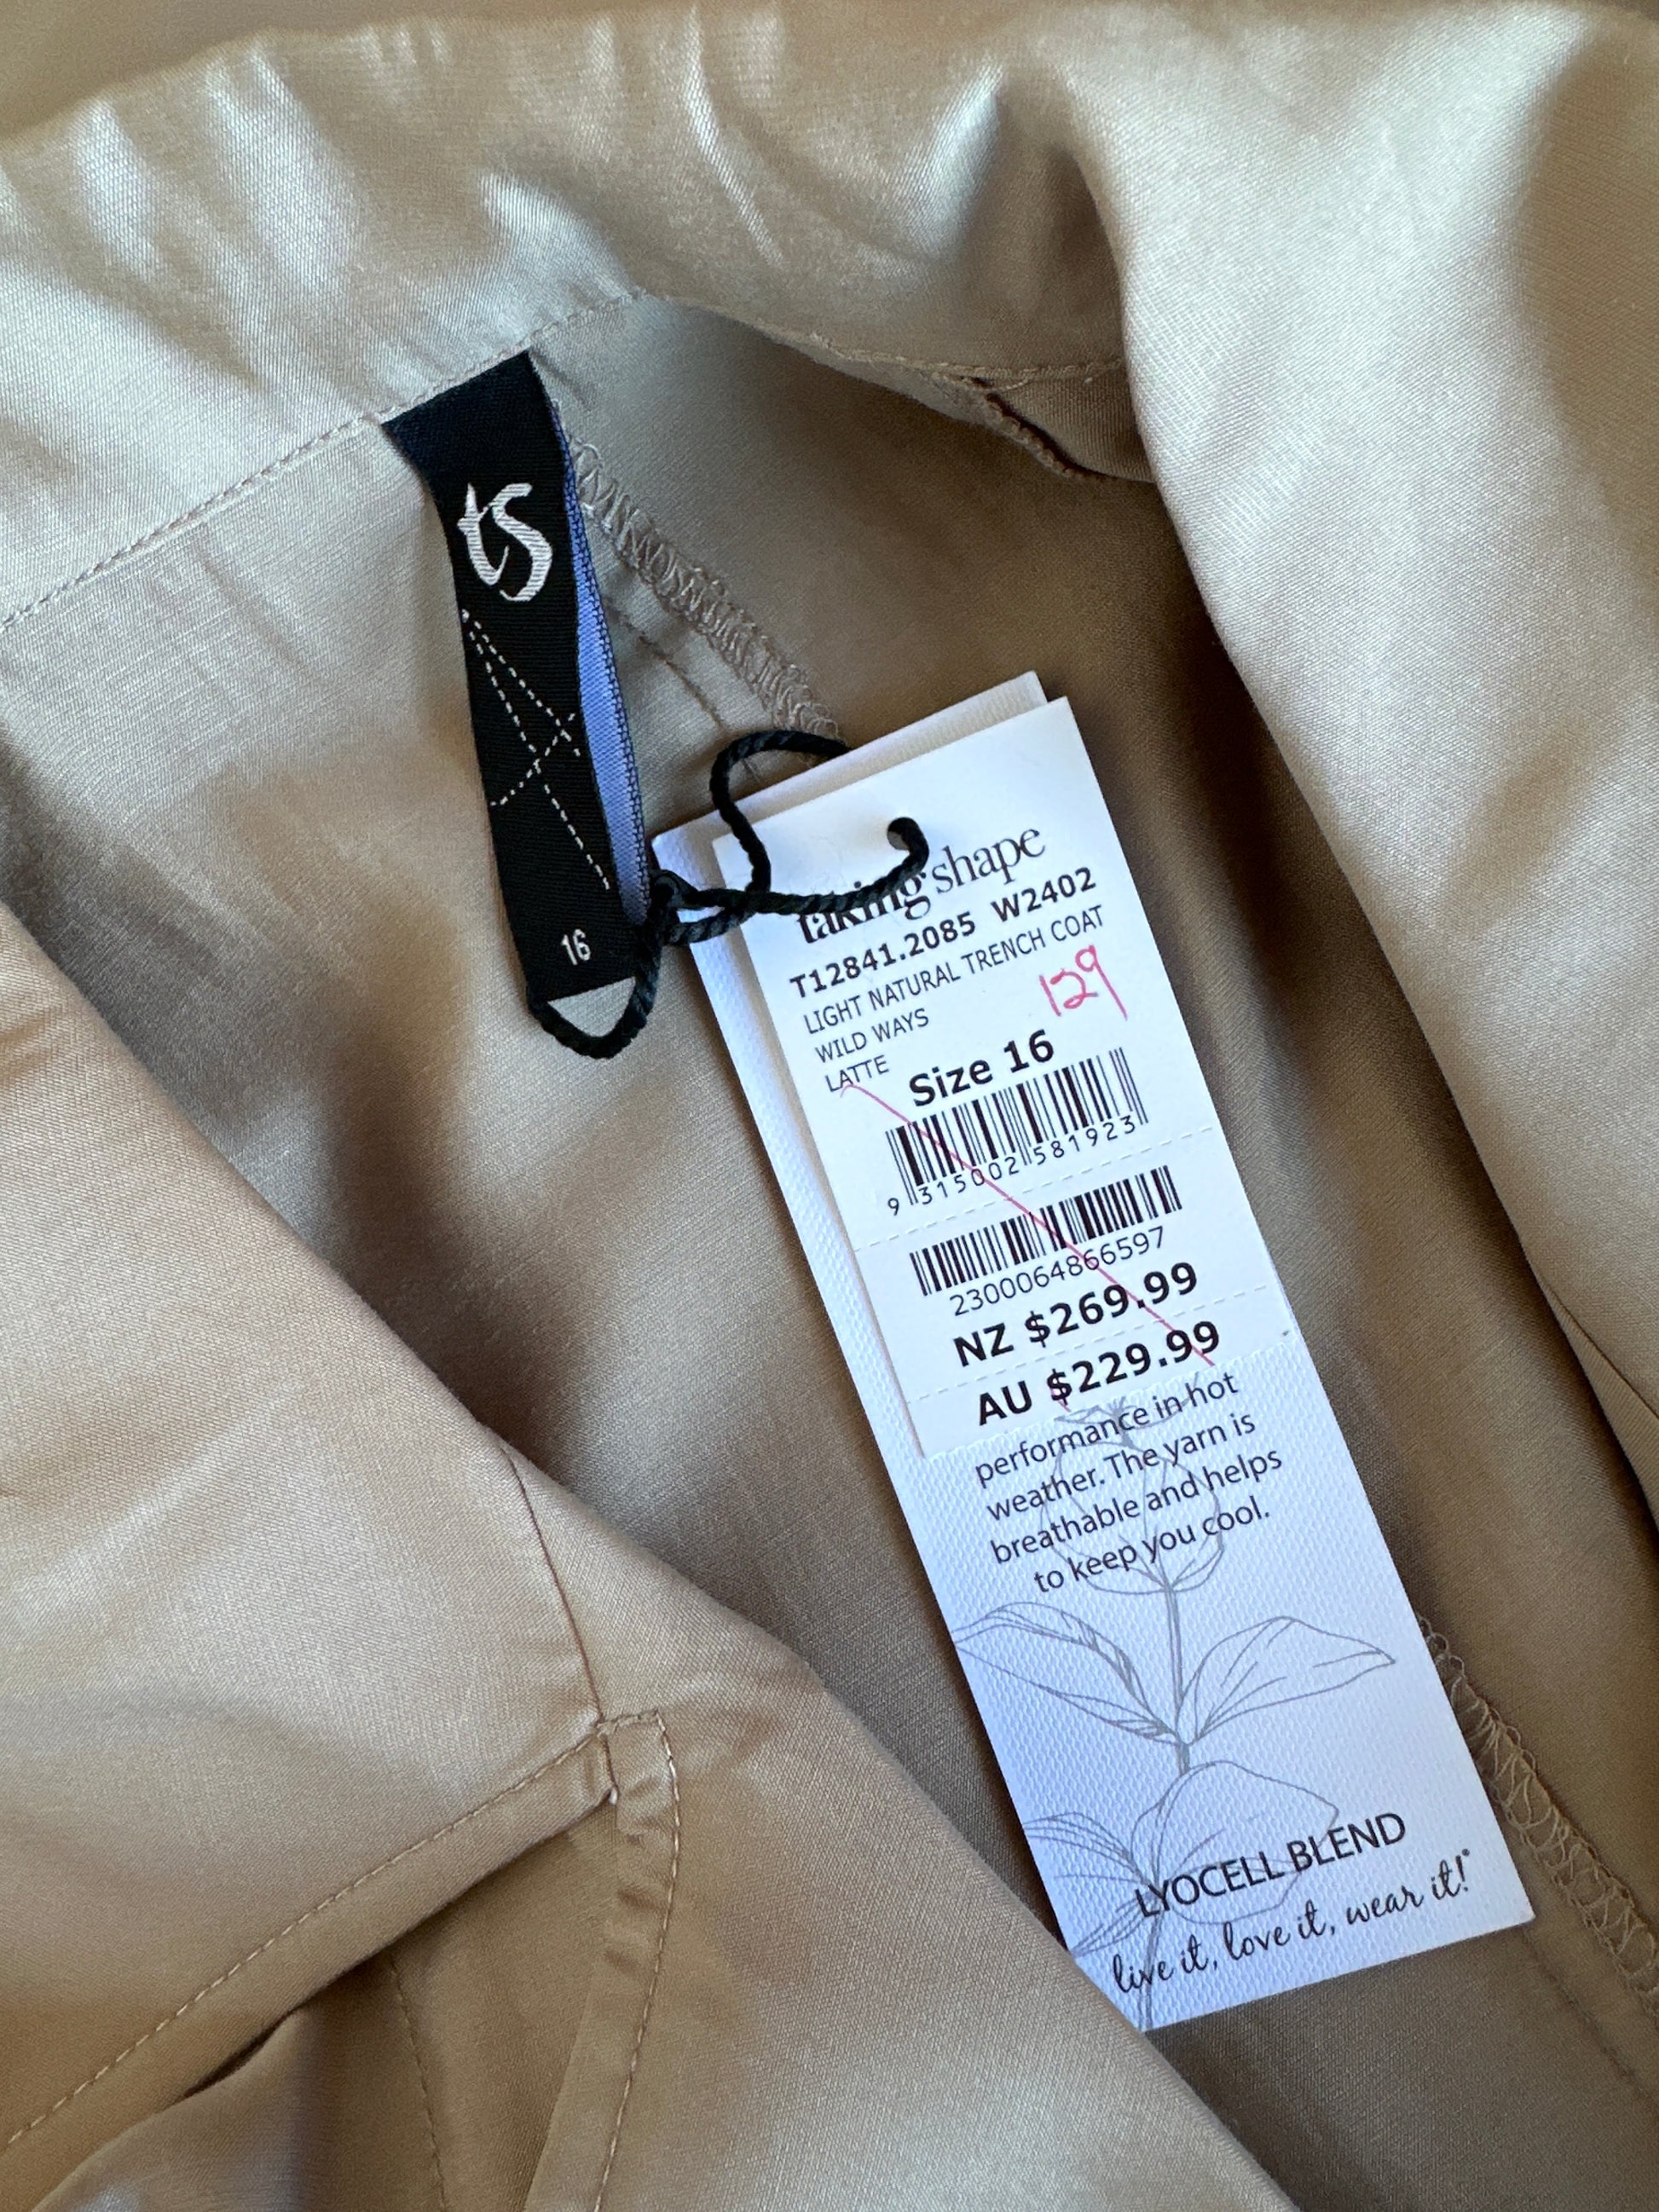 ts
16
taking shape
T12841.2085 W2402
LIGHT NATURAL TRENCH COAT
WILD WAYS
129
LATTE
Size 16
9 315002 581923
2300064866597
NZ $269.99
AU $229.99
performance in hot
weather. The yarn is
breathable and helps
to keep you cool.
LYOCELL BLEND
live it, love it, wear it!®